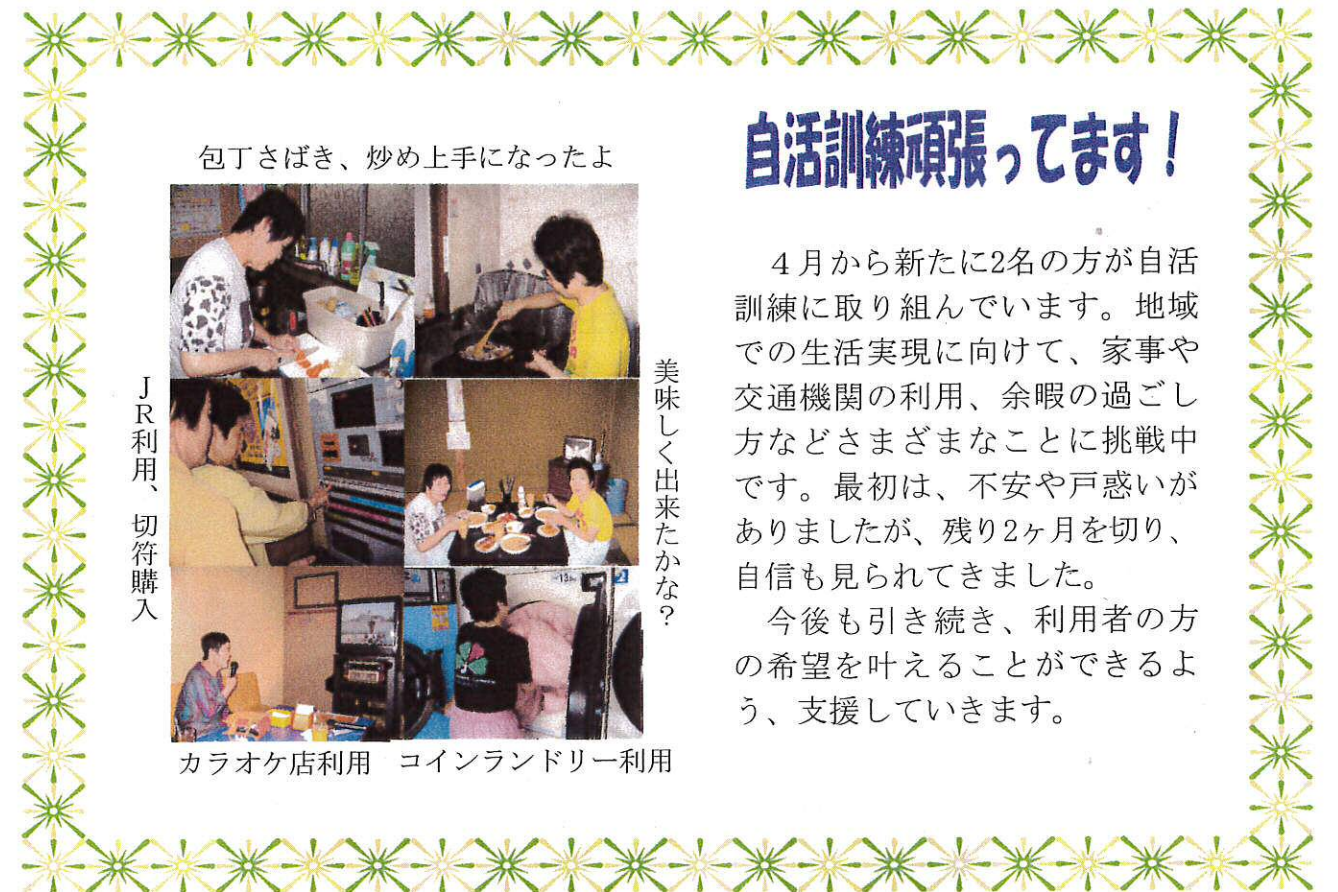 自活訓練頑張ってます!
包丁さばき、炒め上手になったよ
JR利用、切符購入
美味しく出来たかな?
カラオケ店利用
コインランドリー利用
4月から新たに2名の方が自活
訓練に取り組んでいます。地域
での生活実現に向けて、家事や
交通機関の利用、余暇の過ごし
方などさまざまなことに挑戦中
です。最初は、不安や戸惑いが
ありましたが、残り2ヶ月を切り、
自信も見られてきました。
今後も引き続き、利用者の方
の希望を叶えることができるよ
う、支援していきます。